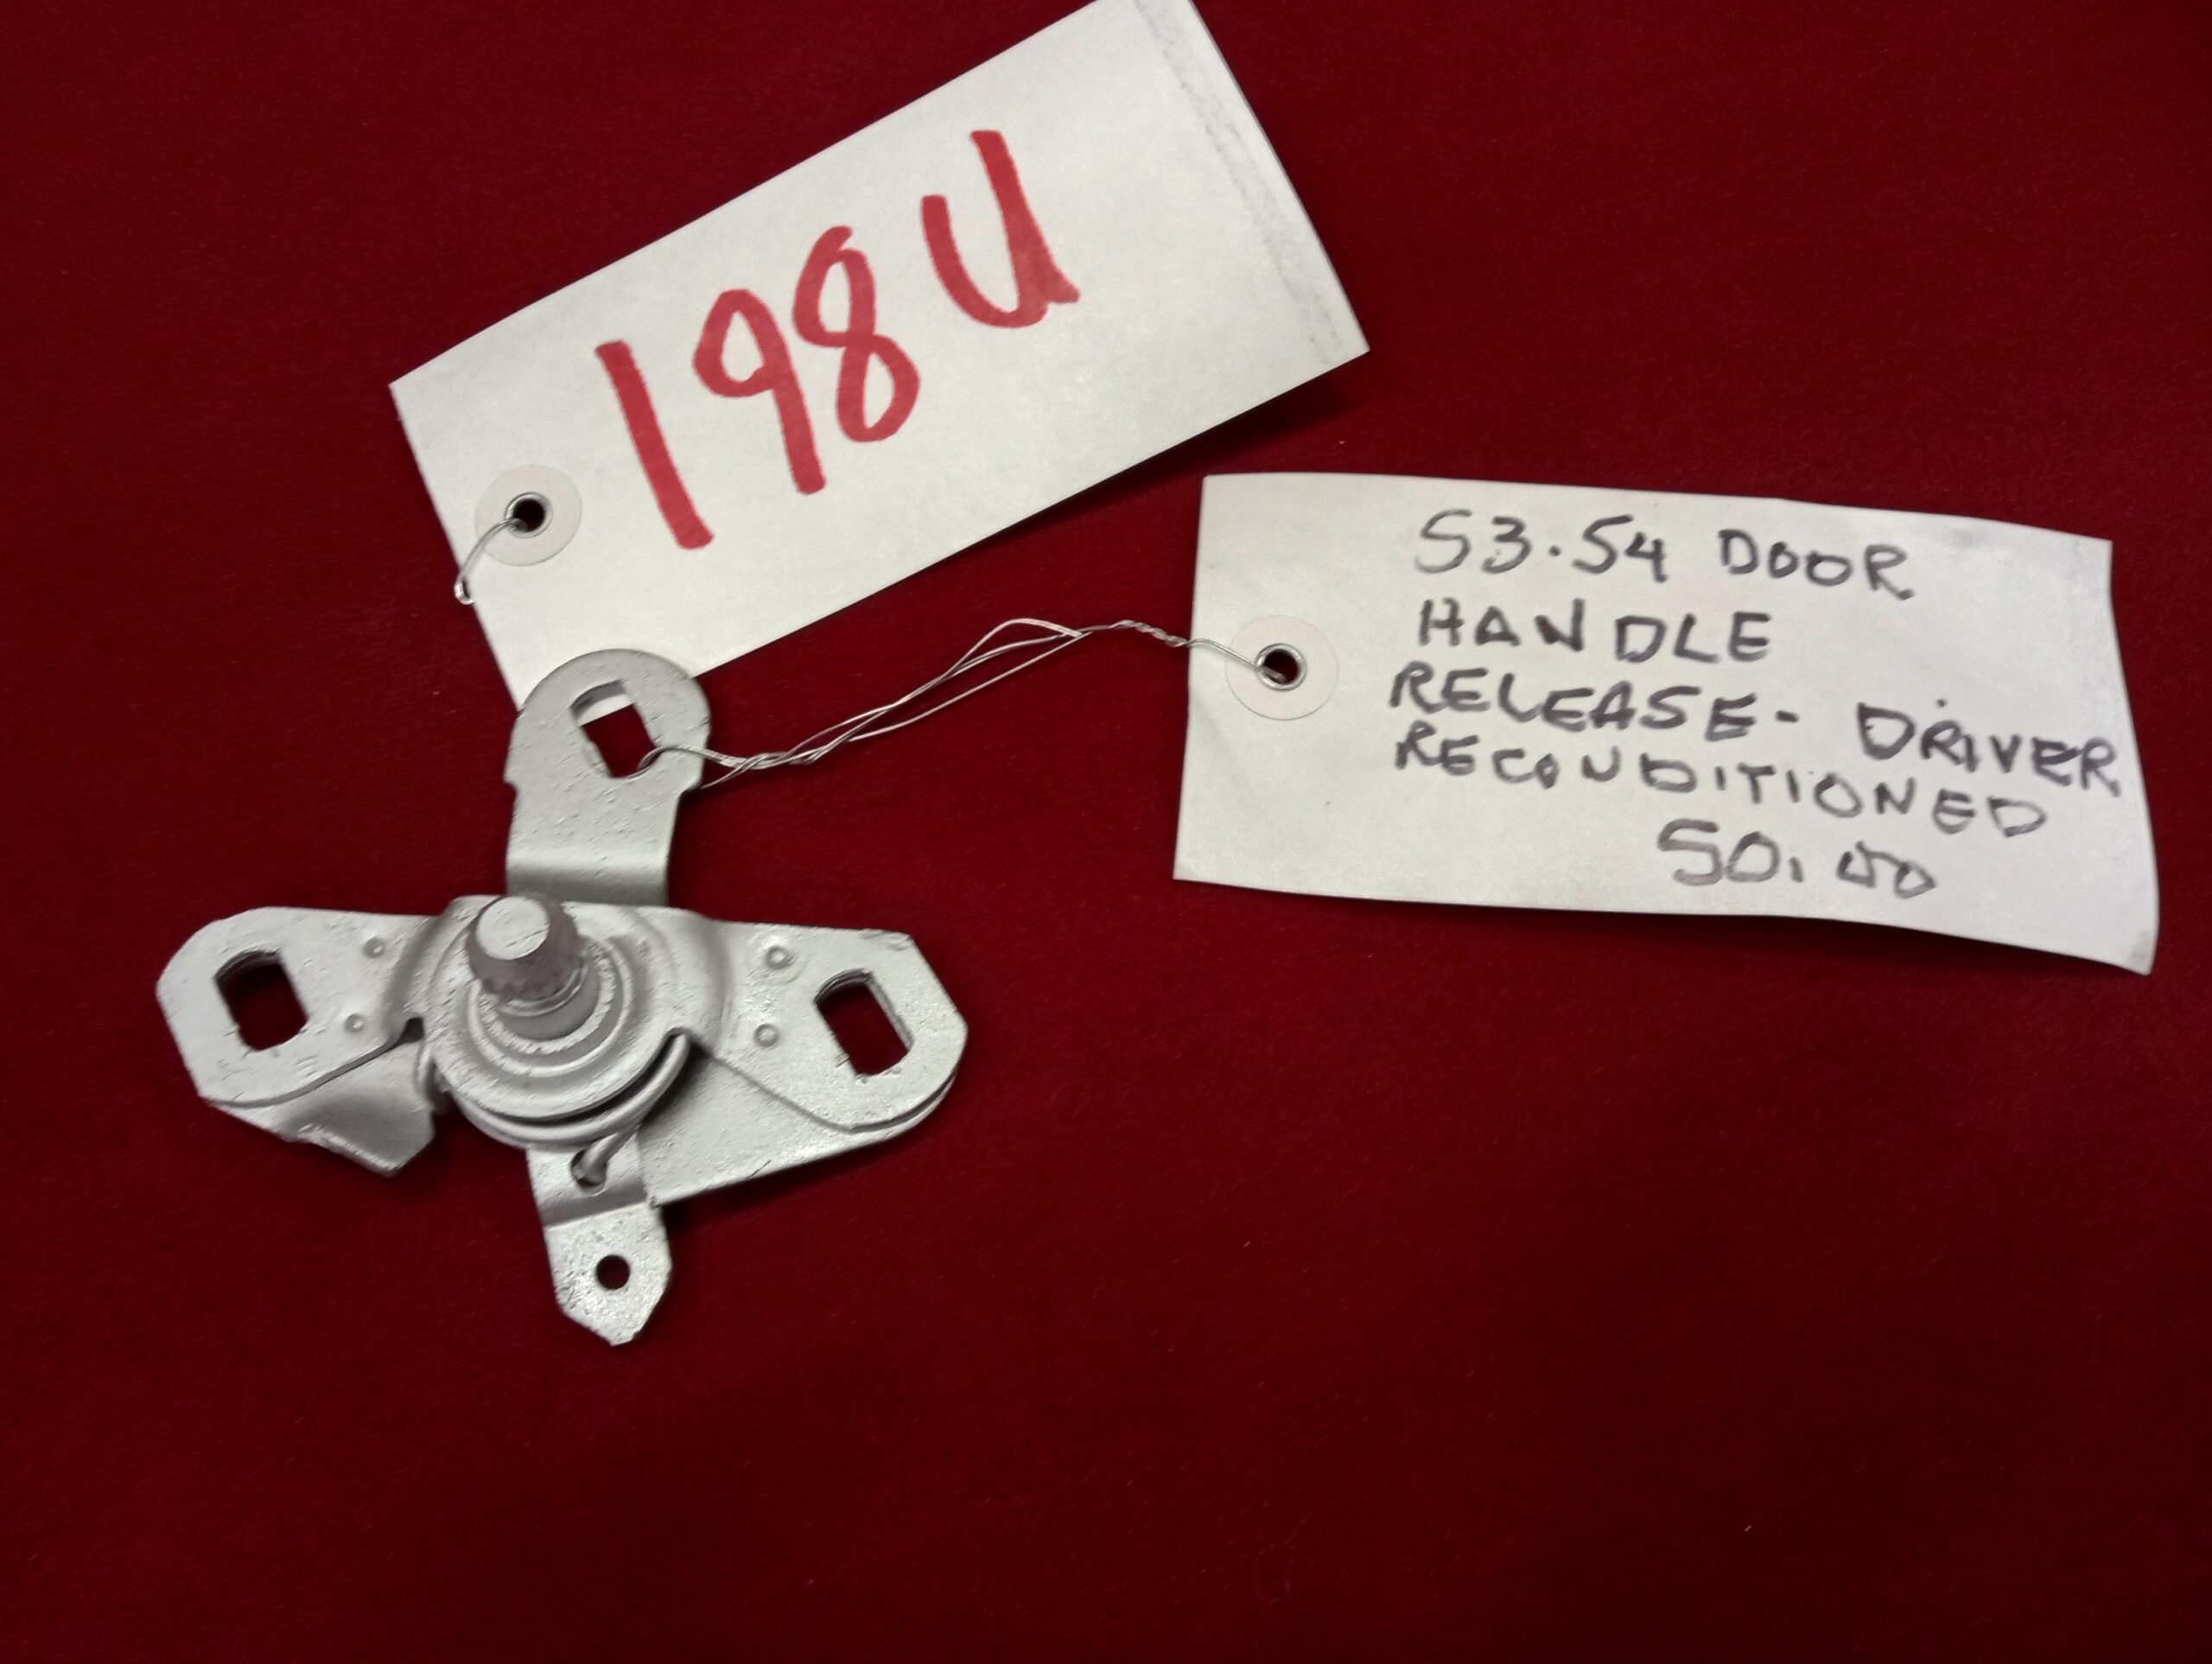 198U
53.54 DOOR
HANDLE
RELEASE- DRIVER
RECONDITIONED
50.00